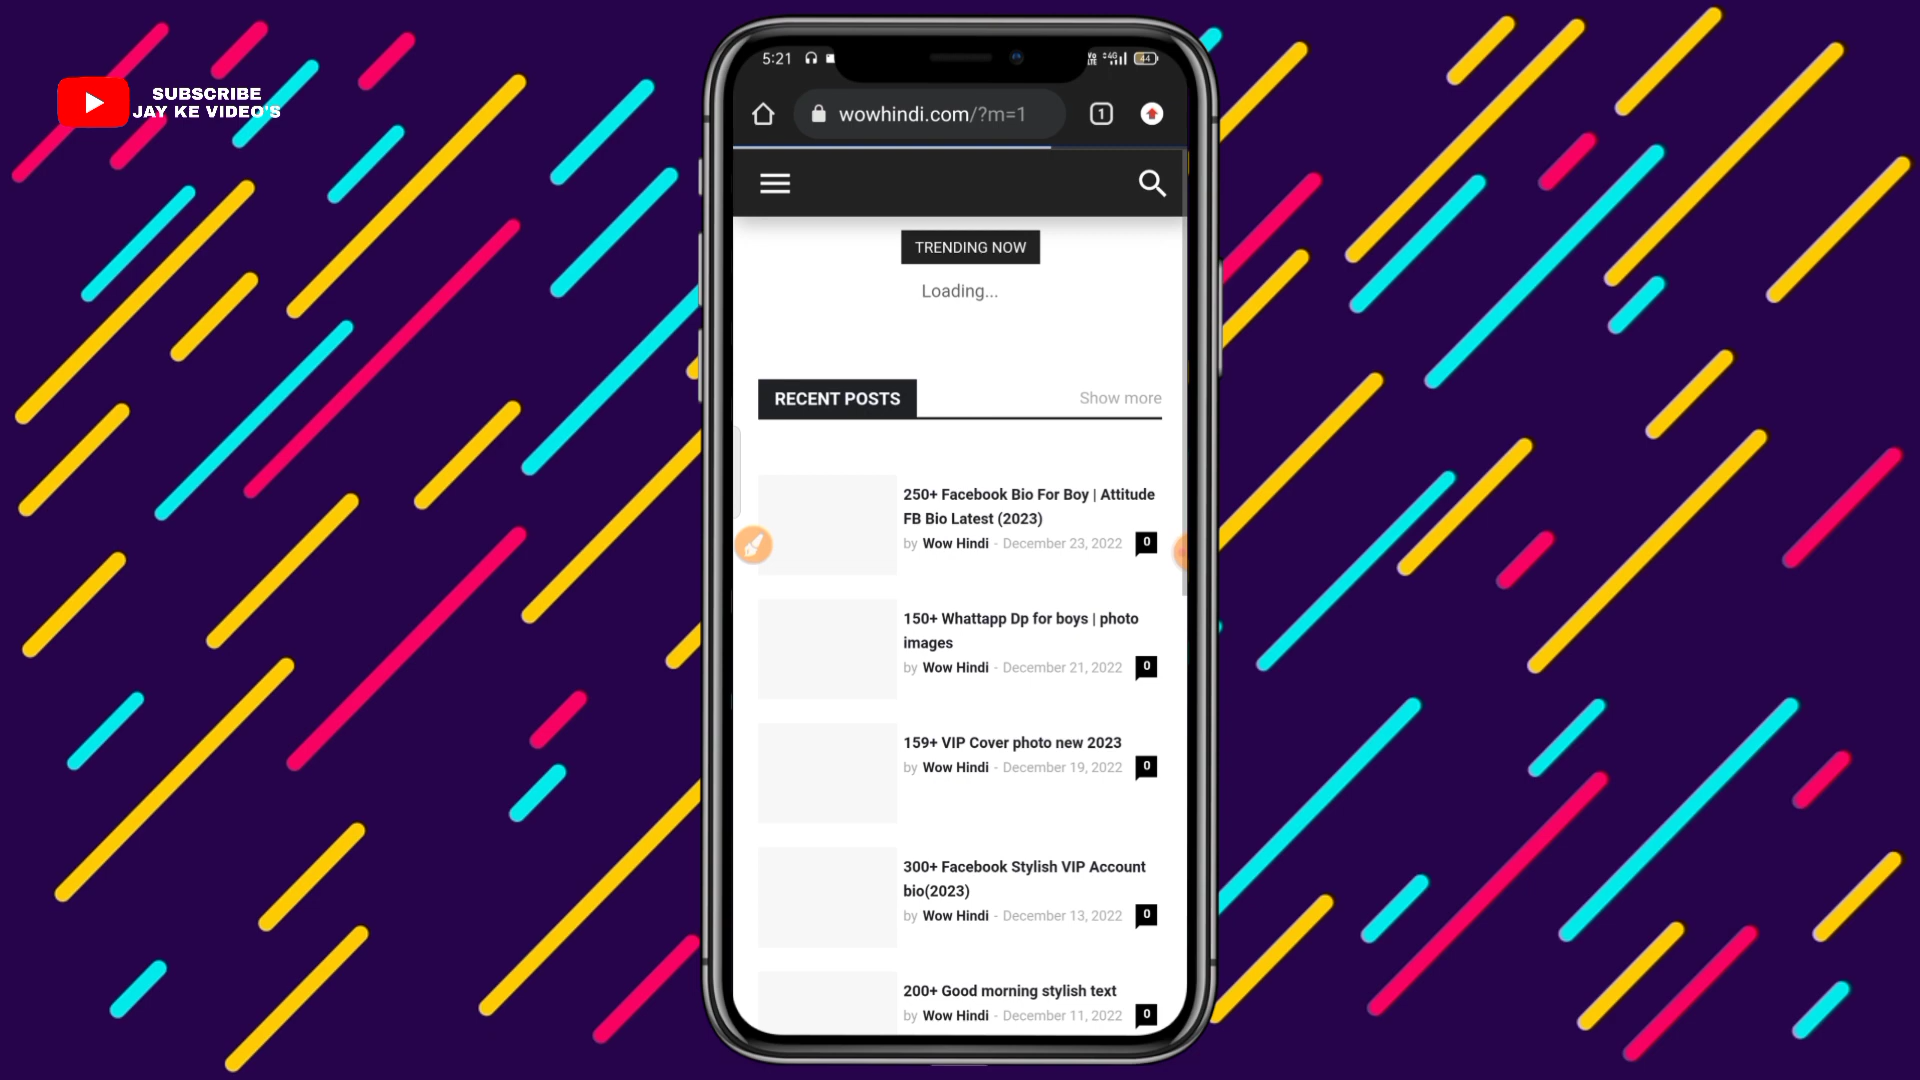 SUBSCRIBE
JAY KE VIDEO'S
5:21
44
wowhindi.com/?m=1
1
TRENDING NOW
Loading...
RECENT POSTS
Show more
250+ Facebook Bio For Boy | Attitude
FB Bio Latest (2023)
by Wow Hindi - December 23, 2022
0
150+ Whattapp Dp for boys | photo
images
by Wow Hindi - December 21, 2022
0
159+ VIP Cover photo new 2023
by Wow Hindi - December 19, 2022
0
300+ Facebook Stylish VIP Account
bio(2023)
by Wow Hindi - December 13, 2022
0
200+ Good morning stylish text
by Wow Hindi - December 11, 2022
0